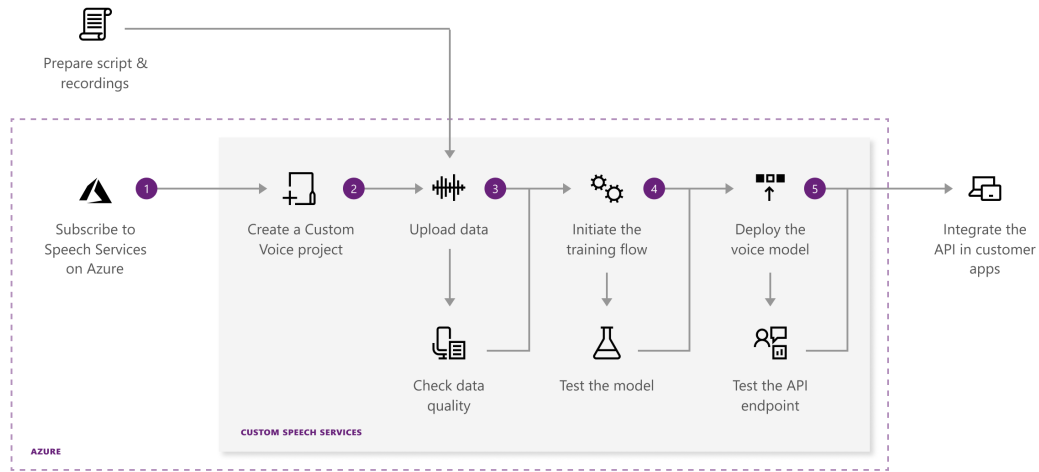 Prepare script &
recordings
1
2
3
4
5
Subscribe to
Speech Services
on Azure
Create a Custom
Voice project
Upload data
Initiate the
training flow
Deploy the
voice model
Integrate the
API in customer
apps
Check data
quality
Test the model
Test the API
endpoint
CUSTOM SPEECH SERVICES
AZURE